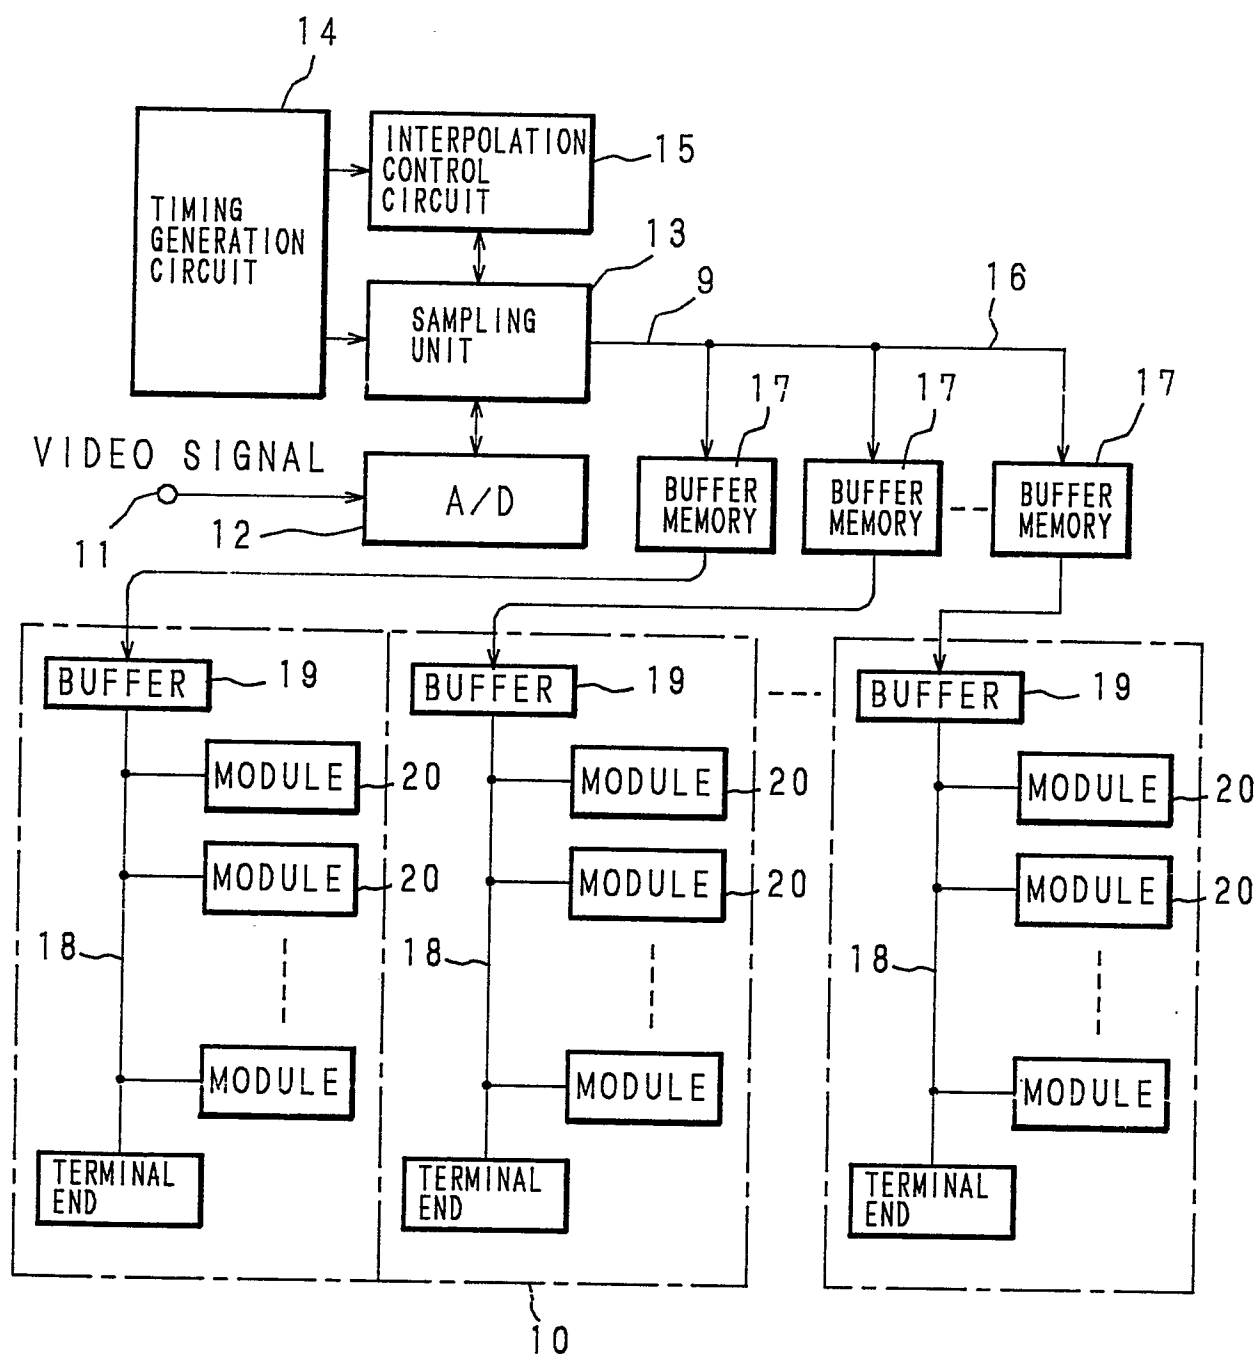 14
INTERPOLATION
CONTROL
CIRCUIT
15
TIMING
GENERATION
CIRCUIT
13
9
16
SAMPLING
UNIT
17
17
17
VIDEO SIGNAL
A/D
BUFFER
MEMORY
BUFFER
MEMORY
BUFFER
MEMORY
11
12
BUFFER
19
BUFFER
19
BUFFER
19
MODULE
20
MODULE
20
MODULE
20
MODULE
20
MODULE
20
MODULE
20
18
18
18
MODULE
MODULE
MODULE
TERMINAL
END
TERMINAL
END
TERMINAL
END
10